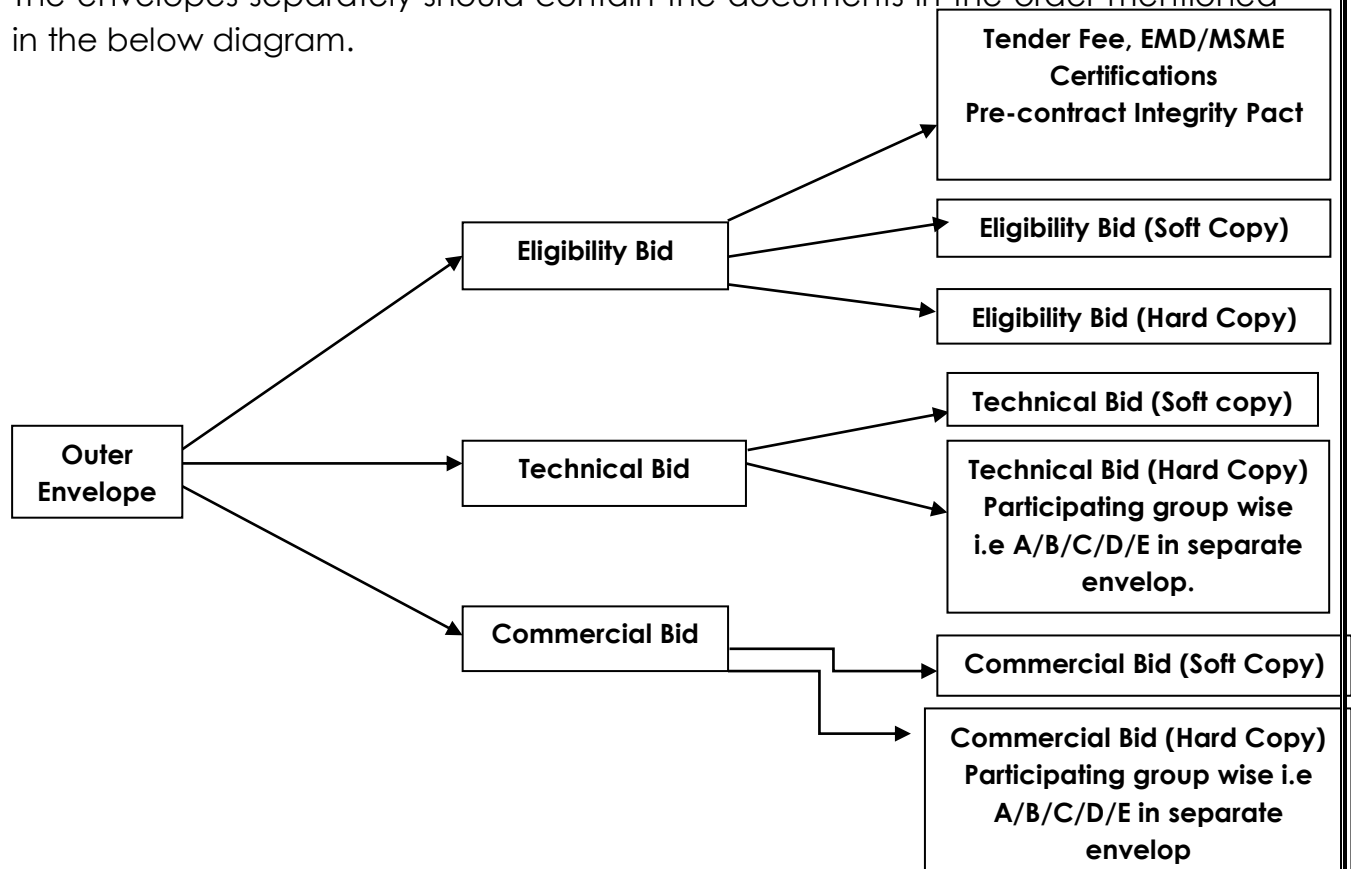 The envelopes separately should contain the documents in the order mentioned
in the below diagram.
Tender Fee, EMD/MSME
Certifications
Pre-contract Integrity Pact
Eligibility Bid
Eligibility Bid (Soft Copy)
Eligibility Bid (Hard Copy)
Outer
Envelope
Technical Bid
Technical Bid (Soft copy)
Technical Bid (Hard Copy)
Participating group wise
i.e A/B/C/D/E in separate
envelop.
Commercial Bid
Commercial Bid (Soft Copy)
Commercial Bid (Hard Copy)
Participating group wise i.e
A/B/C/D/E in separate
envelop